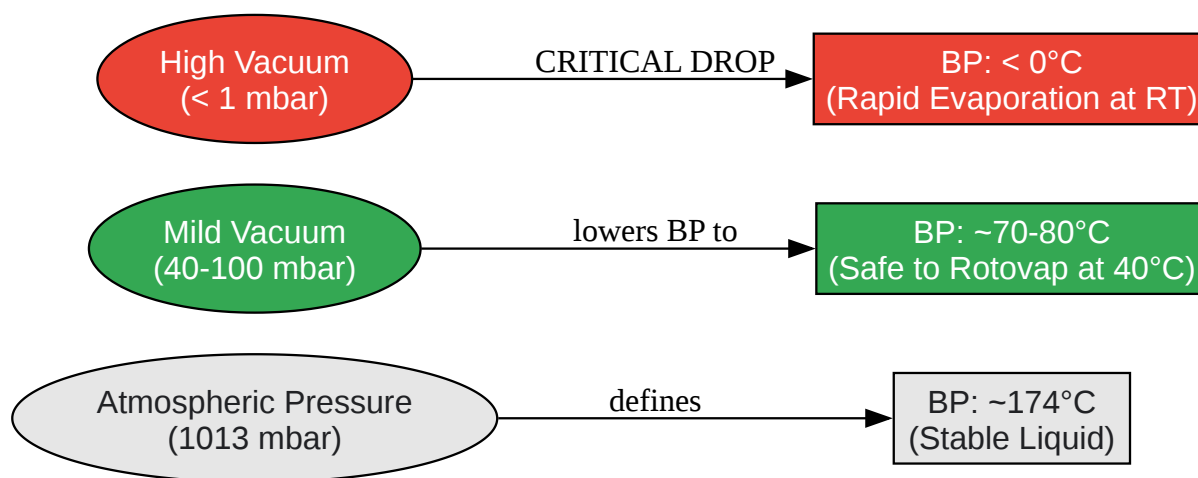 High Vacuum
(< 1 mbar)
CRITICAL DROP
BP: < 0°C
(Rapid Evaporation at RT)
Mild Vacuum
(40-100 mbar)
lowers BP to
BP: ~70-80°C
(Safe to Rotovap at 40°C)
Atmospheric Pressure
(1013 mbar)
defines
BP: ~174°C
(Stable Liquid)